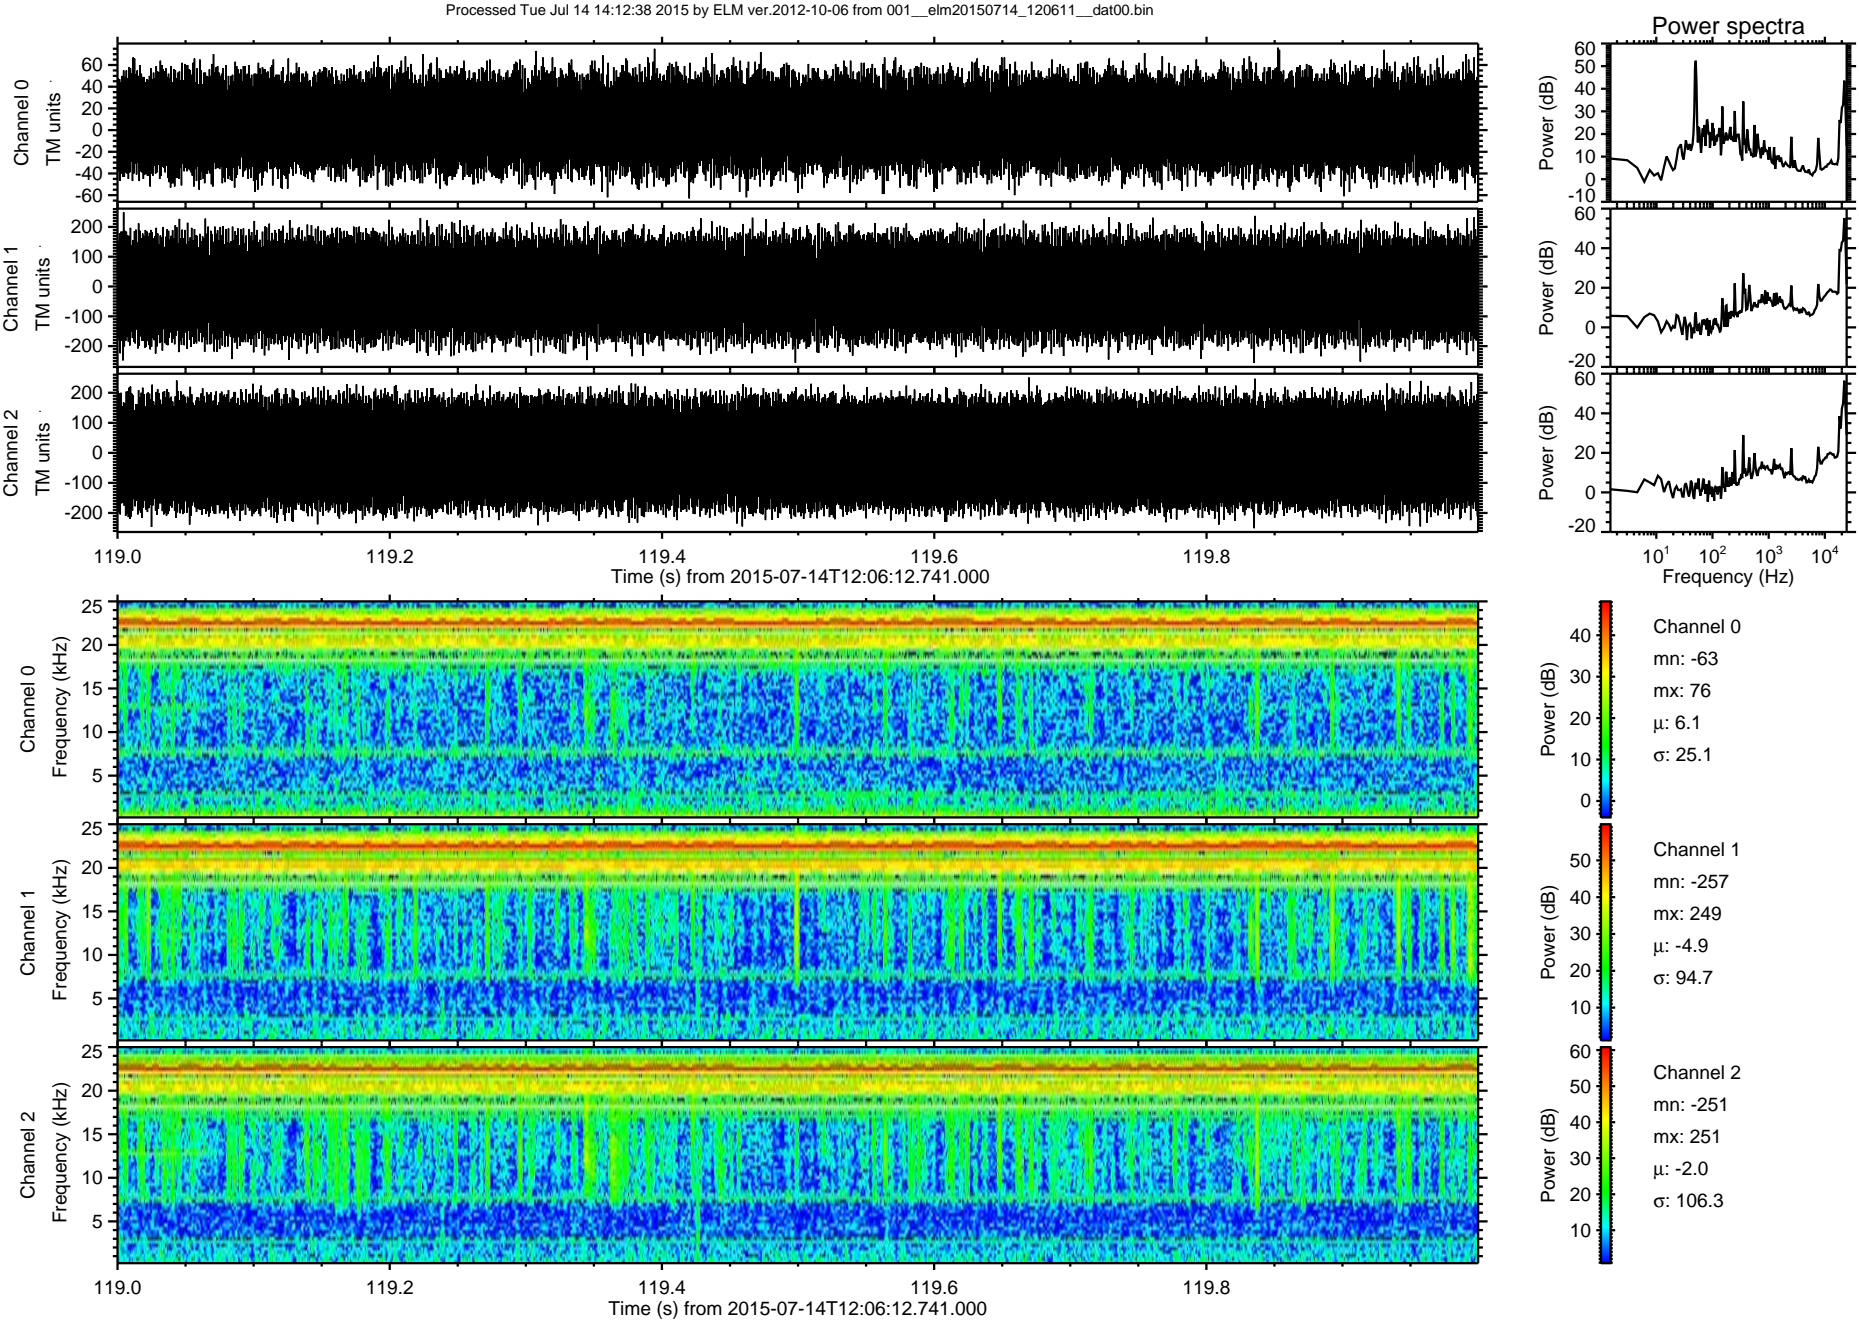 Processed Tue Jul 14 14:12:38 2015 by ELM ver.2012-10-06 from 001__elm20150714_120611__dat00.bin
Power spectra
Channel 0
TM units
60
40
20
0
-20
-40
-60
Power (dB)
60
50
40
30
20
10
0
-10
Channel 1
TM units
200
100
0
-100
-200
Power (dB)
60
40
20
0
-20
Channel 2
TM units
200
100
0
-100
-200
Power (dB)
60
40
20
0
-20
119.0 119.2 119.4 119.6 119.8
Time (s) from 2015-07-14T12:06:12.741.000
10^1 10^2 10^3 10^4
Frequency (Hz)
Channel 0
Frequency (kHz)
25
20
15
10
5
Power (dB)
40
30
20
10
0
Channel 0
mn: -63
mx: 76
μ: 6.1
σ: 25.1
Channel 1
Frequency (kHz)
25
20
15
10
5
Power (dB)
50
40
30
20
10
Channel 1
mn: -257
mx: 249
μ: -4.9
σ: 94.7
Channel 2
Frequency (kHz)
25
20
15
10
5
Power (dB)
60
50
40
30
20
10
Channel 2
mn: -251
mx: 251
μ: -2.0
σ: 106.3
119.0 119.2 119.4 119.6 119.8
Time (s) from 2015-07-14T12:06:12.741.000